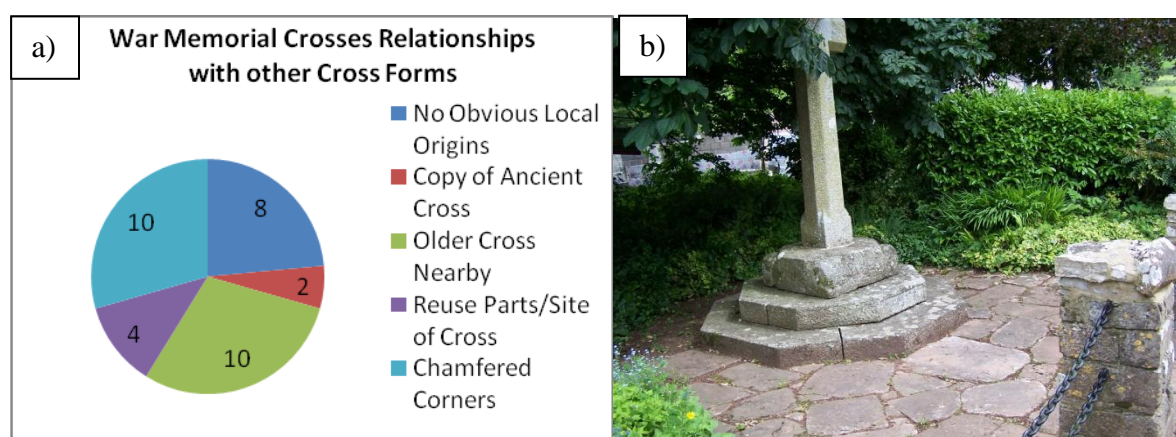 a)
War Memorial Crosses Relationships
with other Cross Forms
No Obvious Local
Origins
Copy of Ancient
Cross
Older Cross
Nearby
Reuse Parts/Site
of Cross
Chamfered
Corners
8
2
10
4
10
b)